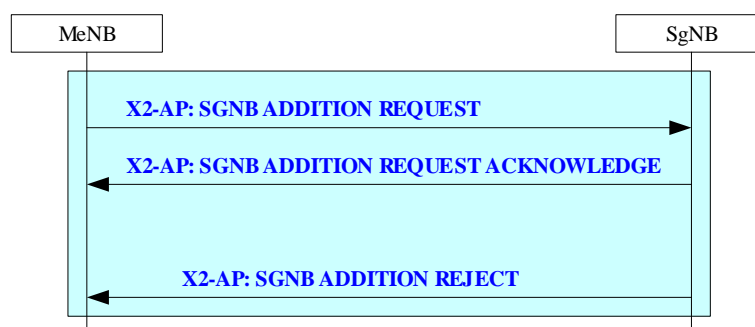 MeNB
SgNB
X2-AP: SGNB ADDITION REQUEST
X2-AP: SGNB ADDITION REQUEST ACKNOWLEDGE
X2-AP: SGNB ADDITION REJECT